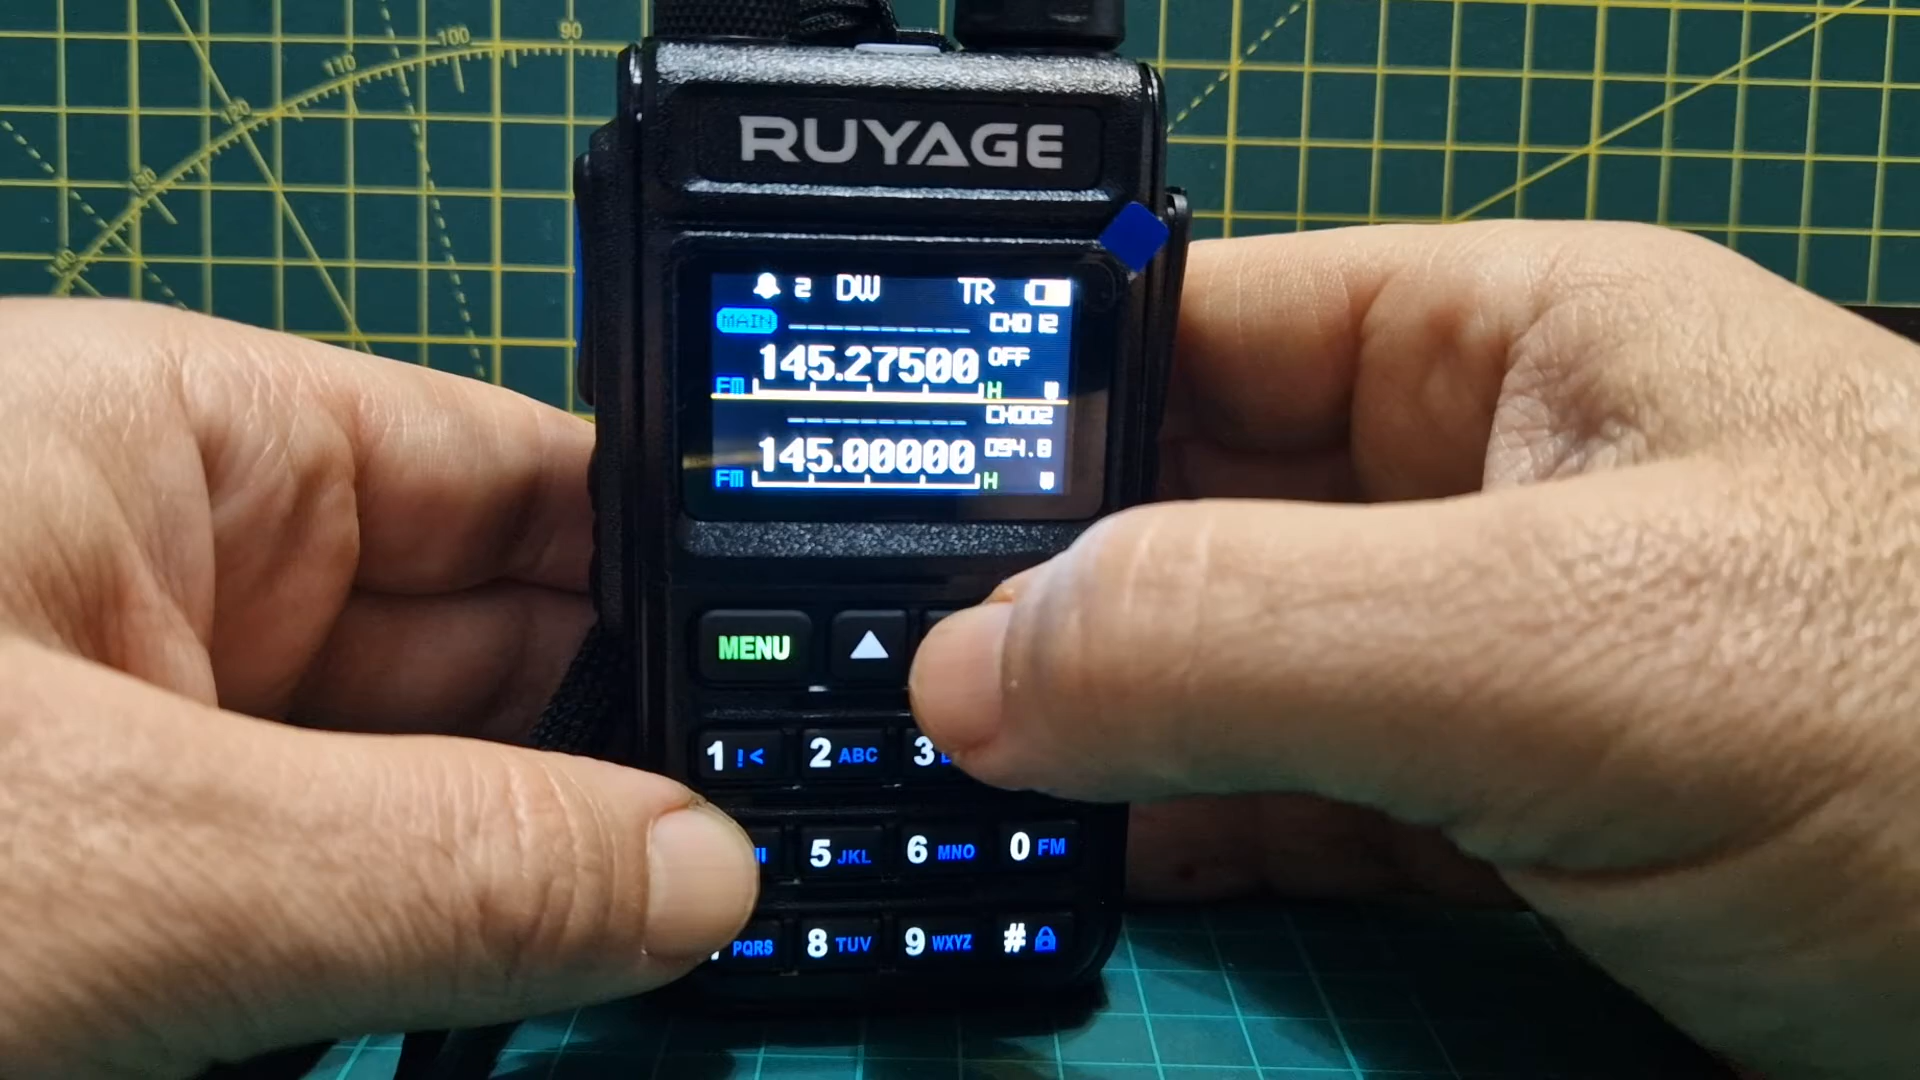 90
100
110
120
130
140
RUYAGE
2 DW TR
MAIN CH012
145.27500 OFF
FM H W
CH002
145.00000 094.8
FM H W
MENU ▲
1 !< 2 ABC 3
5 JKL 6 MNO 0 FM
PQRS 8 TUV 9 WXYZ #